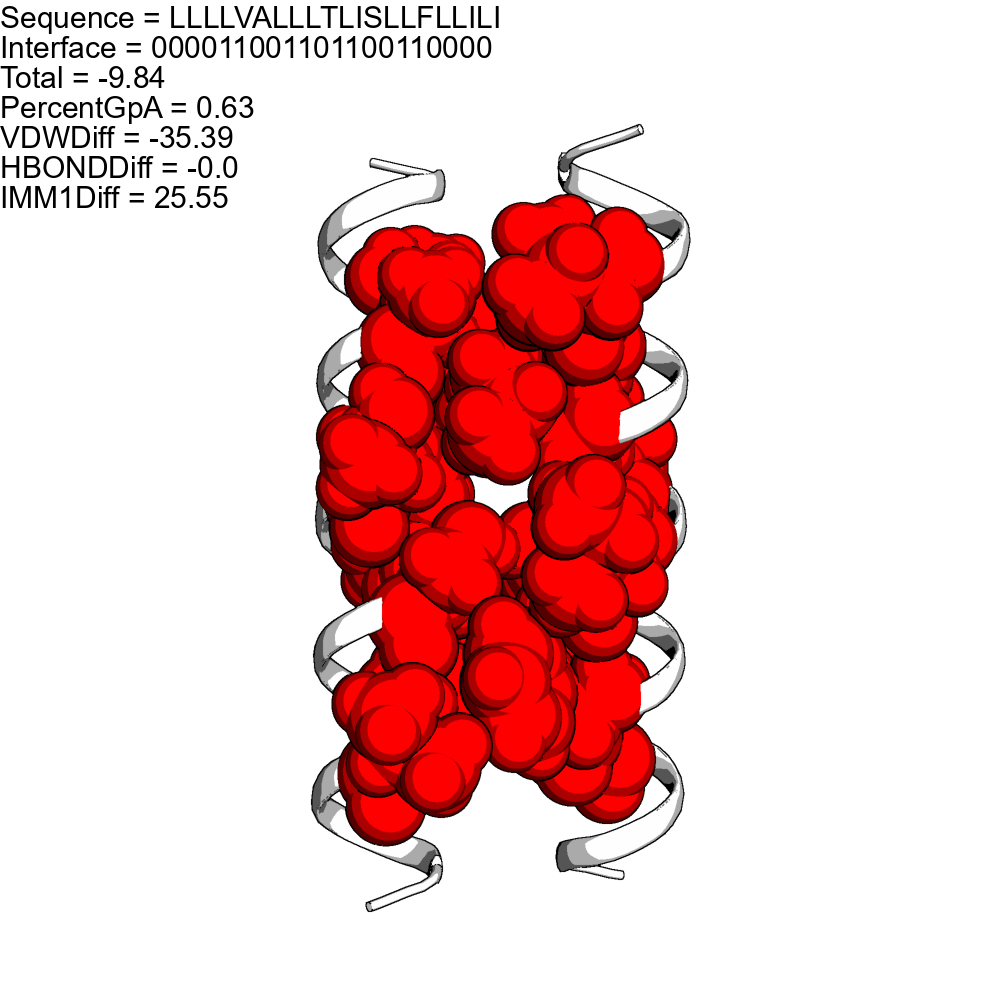 Sequence = LLLLVALLLTLISLLFLLILI
Interface = 000011001101100110000
Total = -9.84
PercentGpA = 0.63
VDWDiff = -35.39
HBONDDiff = -0.0
IMM1Diff = 25.55